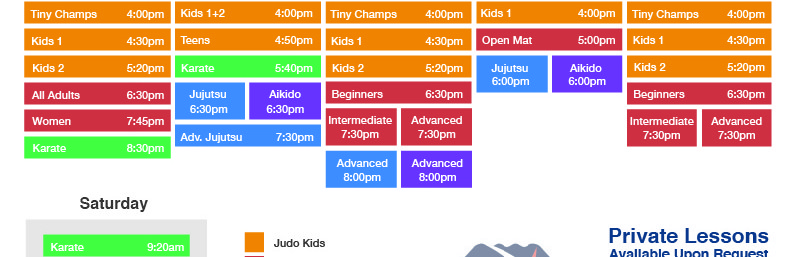 Tiny Champs 4:00pm
Kids 1 4:30pm
Kids 2 5:20pm
All Adults 6:30pm
Women 7:45pm
Karate 8:30pm
Kids 1+2 4:00pm
Teens 4:50pm
Karate 5:40pm
Jujutsu
6:30pm
Aikido
6:30pm
Adv. Jujutsu 7:30pm
Tiny Champs 4:00pm
Kids 1 4:30pm
Kids 2 5:20pm
Beginners 6:30pm
Intermediate
7:30pm
Advanced
7:30pm
Advanced
8:00pm
Advanced
8:00pm
Kids 1 4:00pm
Open Mat 5:00pm
Jujutsu
6:00pm
Aikido
6:00pm
Tiny Champs 4:00pm
Kids 1 4:30pm
Kids 2 5:20pm
Beginners 6:30pm
Intermediate
7:30pm
Advanced
7:30pm
Saturday
Karate 9:20am
Judo Kids
Private Lessons
Available Upon Request